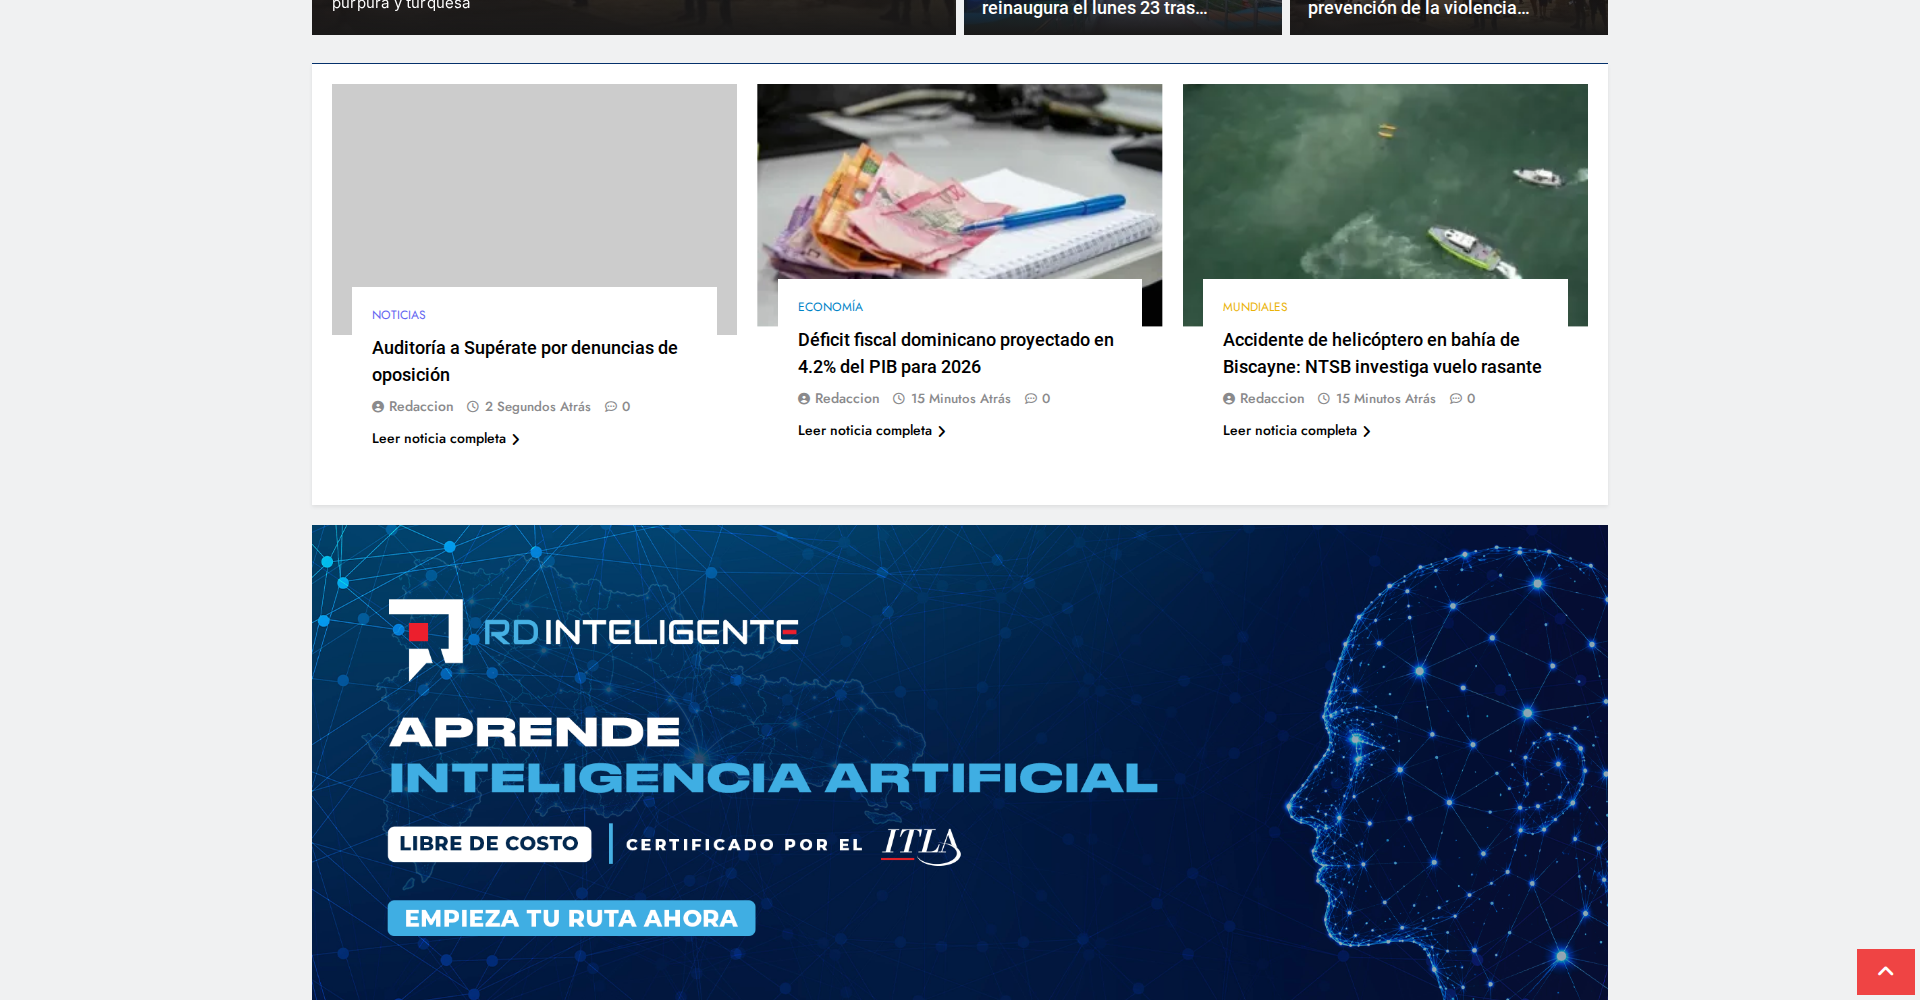 púrpura y turquesa
reinaugura el lunes 23 tras...
prevención de la violencia...
NOTICIAS
Auditoría a Supérate por denuncias de
oposición
Redaccion 2 Segundos Atrás 0
Leer noticia completa
ECONOMÍA
Déficit fiscal dominicano proyectado en
4.2% del PIB para 2026
Redaccion 15 Minutos Atrás 0
Leer noticia completa
MUNDIALES
Accidente de helicóptero en bahía de
Biscayne: NTSB investiga vuelo rasante
Redaccion 15 Minutos Atrás 0
Leer noticia completa
RD INTELIGENTE
APRENDE
INTELIGENCIA ARTIFICIAL
LIBRE DE COSTO CERTIFICADO POR EL ITLA
EMPIEZA TU RUTA AHORA